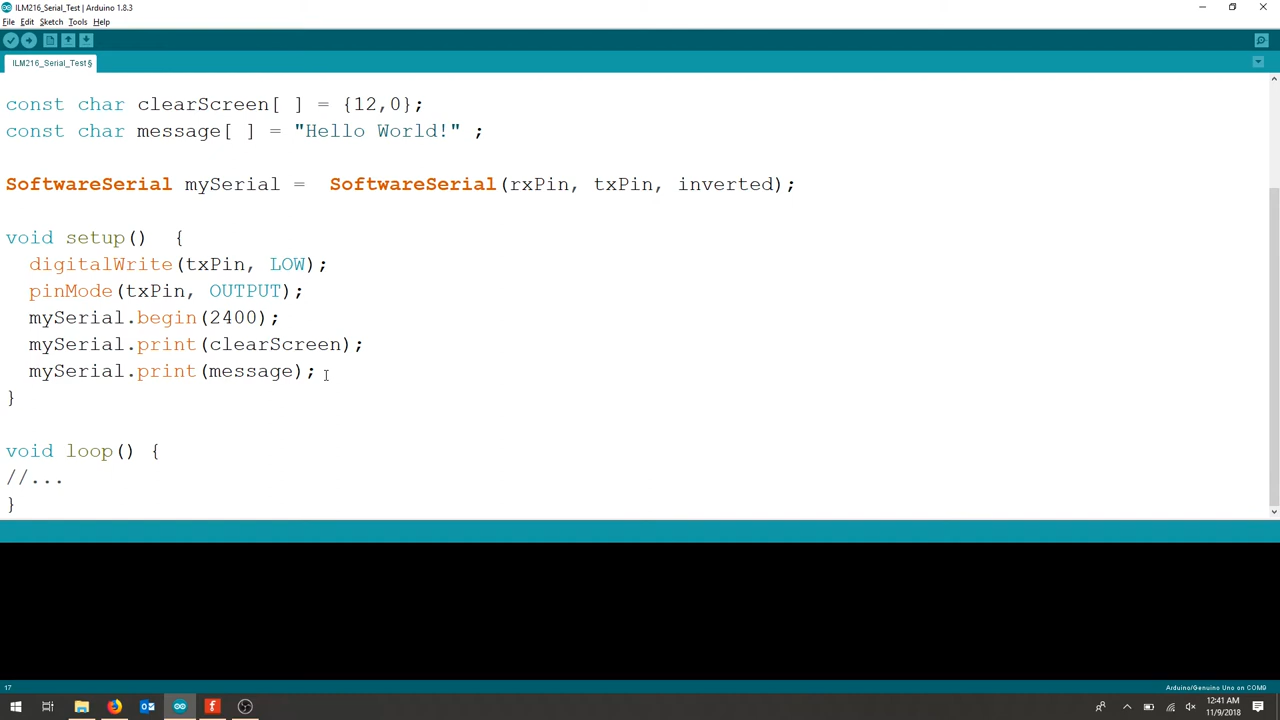 ILM216_Serial_Test§ | Arduino 1.8.3
File Edit Sketch Tools Help
ILM216_Serial_Test§
const char clearScreen[ ] = {12,0};
const char message[ ] = "Hello World!" ;
SoftwareSerial mySerial =  SoftwareSerial(rxPin, txPin, inverted);
void setup()  {
digitalWrite(txPin, LOW);
pinMode(txPin, OUTPUT);
mySerial.begin(2400);
mySerial.print(clearScreen);
mySerial.print(message);
}
void loop() {
//...
}
17
Arduino/Genuino Uno on COM9
12:41 AM
11/9/2018